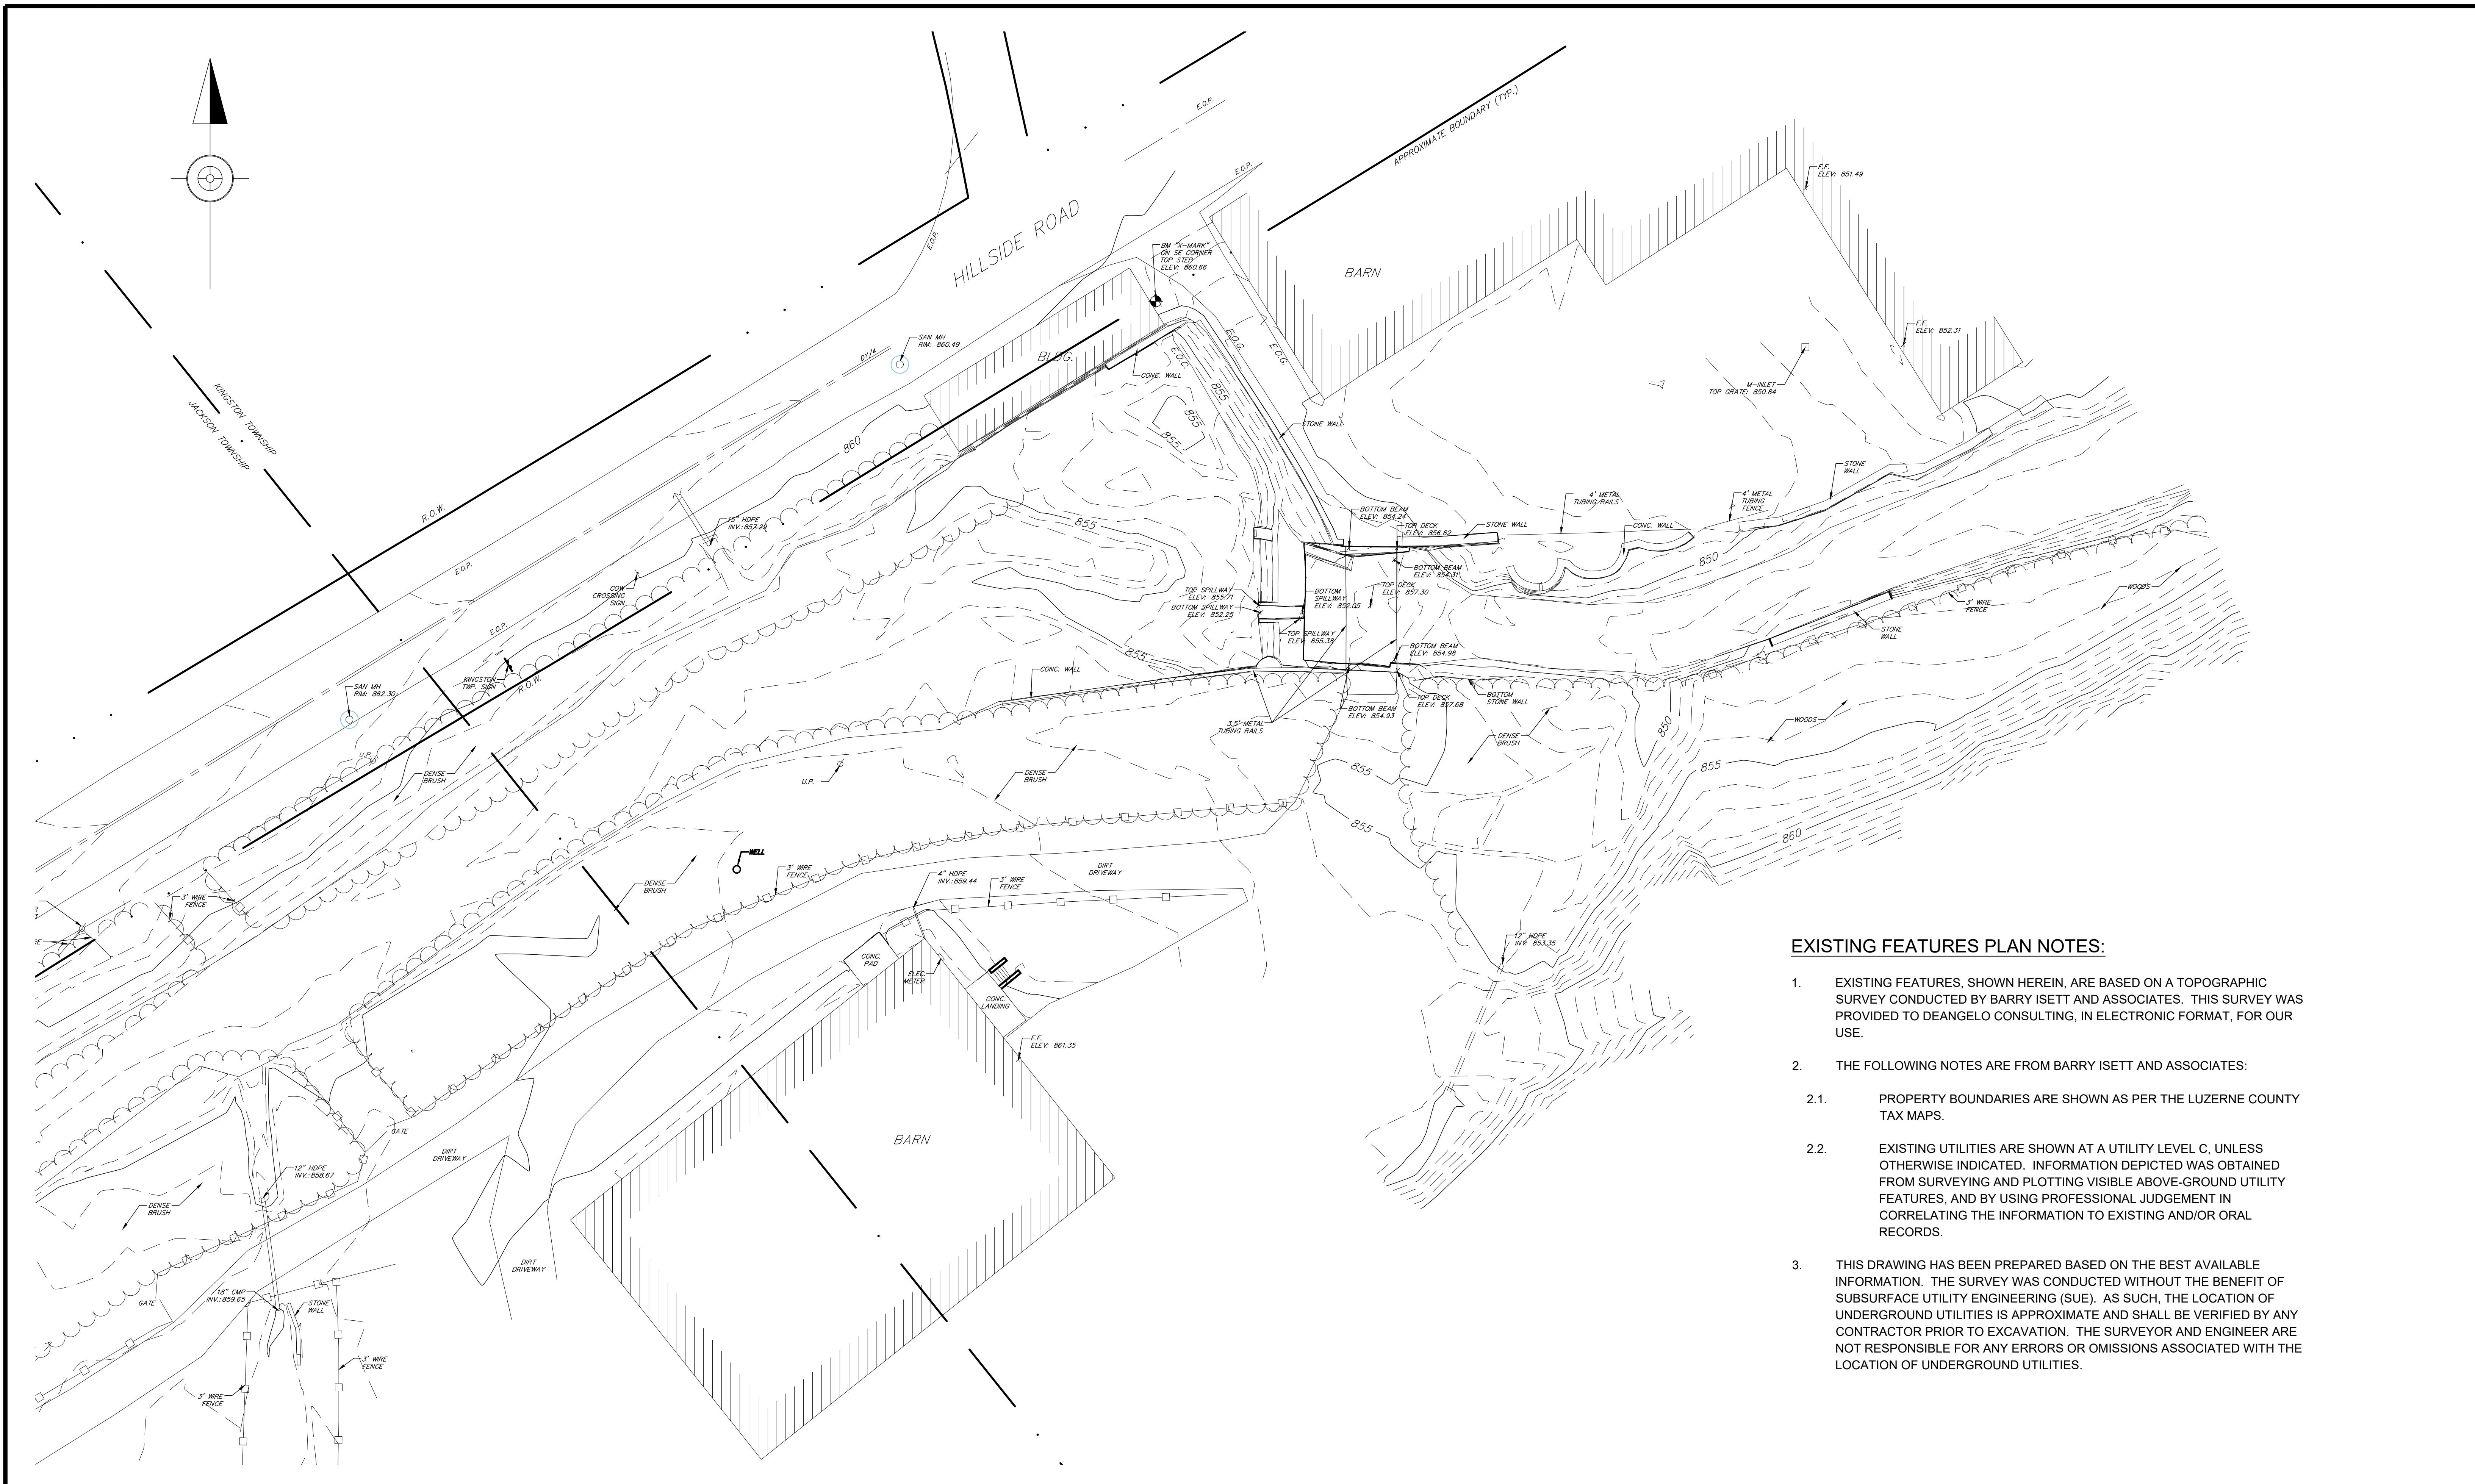 E.O.P.
APPROXIMATE BOUNDARY (TYP.)
E.O.P.
F.F.
ELEV: 851.49
HILLSIDE ROAD
E.O.P.
BM "X-MARK"
ON SE CORNER
TOP STEP
ELEV: 860.66
BARN
F.F.
ELEV: 852.31
SAN MH
RIM: 860.49
DY/4
BLDG.
E.O.G.
E.O.G.
E.O.G.
CONC. WALL
M-INLET
TOP GRATE: 850.84
KINGSTON TOWNSHIP
JACKSON TOWNSHIP
855
855
855
860
STONE WALL
STONE
WALL
R.O.W.
4' METAL
TUBING RAILS
4' METAL
TUBING
FENCE
15" HDPE
INV.: 857.29
855
BOTTOM BEAM
ELEV: 854.24
TOP DECK
ELEV: 856.82
STONE WALL
CONC. WALL
850
E.O.P.
COW
CROSSING
SIGN
BOTTOM BEAM
ELEV: 854.31
TOP SPILLWAY
ELEV: 855.71
BOTTOM SPILLWAY
ELEV: 852.25
BOTTOM
SPILLWAY
ELEV: 852.05
TOP DECK
ELEV: 857.30
WOODS
3' WIRE
FENCE
STONE
WALL
E.O.P.
TOP SPILLWAY
ELEV: 855.38
855
BOTTOM BEAM
ELEV: 854.98
CONC. WALL
KINGSTON
TWP. SIGN
R.O.W.
SAN MH
RIM: 862.30
TOP DECK
ELEV: 857.68
BOTTOM
STONE WALL
BOTTOM BEAM
ELEV: 854.93
3.5' METAL
TUBING RAILS
WOODS
850
DENSE
BRUSH
U.P.
DENSE
BRUSH
DENSE
BRUSH
U.P.
855
855
855
860
WELL
3' WIRE
FENCE
DENSE
BRUSH
4" HDPE
INV.: 859.44
3' WIRE
FENCE
DIRT
DRIVEWAY
3' WIRE
FENCE
12" HDPE
INV: 853.35
CONC.
PAD
ELEC.
METER
CONC.
LANDING
F.F.
ELEV: 861.35
BARN
GATE
DIRT
DRIVEWAY
12" HDPE
INV.: 858.67
DENSE
BRUSH
DIRT
DRIVEWAY
18" CMP
INV.: 859.65
STONE
WALL
GATE
3' WIRE
FENCE
3' WIRE
FENCE
EXISTING FEATURES PLAN NOTES:
1. EXISTING FEATURES, SHOWN HEREIN, ARE BASED ON A TOPOGRAPHIC
SURVEY CONDUCTED BY BARRY ISETT AND ASSOCIATES. THIS SURVEY WAS
PROVIDED TO DEANGELO CONSULTING, IN ELECTRONIC FORMAT, FOR OUR
USE.
2. THE FOLLOWING NOTES ARE FROM BARRY ISETT AND ASSOCIATES:
2.1. PROPERTY BOUNDARIES ARE SHOWN AS PER THE LUZERNE COUNTY
TAX MAPS.
2.2. EXISTING UTILITIES ARE SHOWN AT A UTILITY LEVEL C, UNLESS
OTHERWISE INDICATED. INFORMATION DEPICTED WAS OBTAINED
FROM SURVEYING AND PLOTTING VISIBLE ABOVE-GROUND UTILITY
FEATURES, AND BY USING PROFESSIONAL JUDGEMENT IN
CORRELATING THE INFORMATION TO EXISTING AND/OR ORAL
RECORDS.
3. THIS DRAWING HAS BEEN PREPARED BASED ON THE BEST AVAILABLE
INFORMATION. THE SURVEY WAS CONDUCTED WITHOUT THE BENEFIT OF
SUBSURFACE UTILITY ENGINEERING (SUE). AS SUCH, THE LOCATION OF
UNDERGROUND UTILITIES IS APPROXIMATE AND SHALL BE VERIFIED BY ANY
CONTRACTOR PRIOR TO EXCAVATION. THE SURVEYOR AND ENGINEER ARE
NOT RESPONSIBLE FOR ANY ERRORS OR OMISSIONS ASSOCIATED WITH THE
LOCATION OF UNDERGROUND UTILITIES.